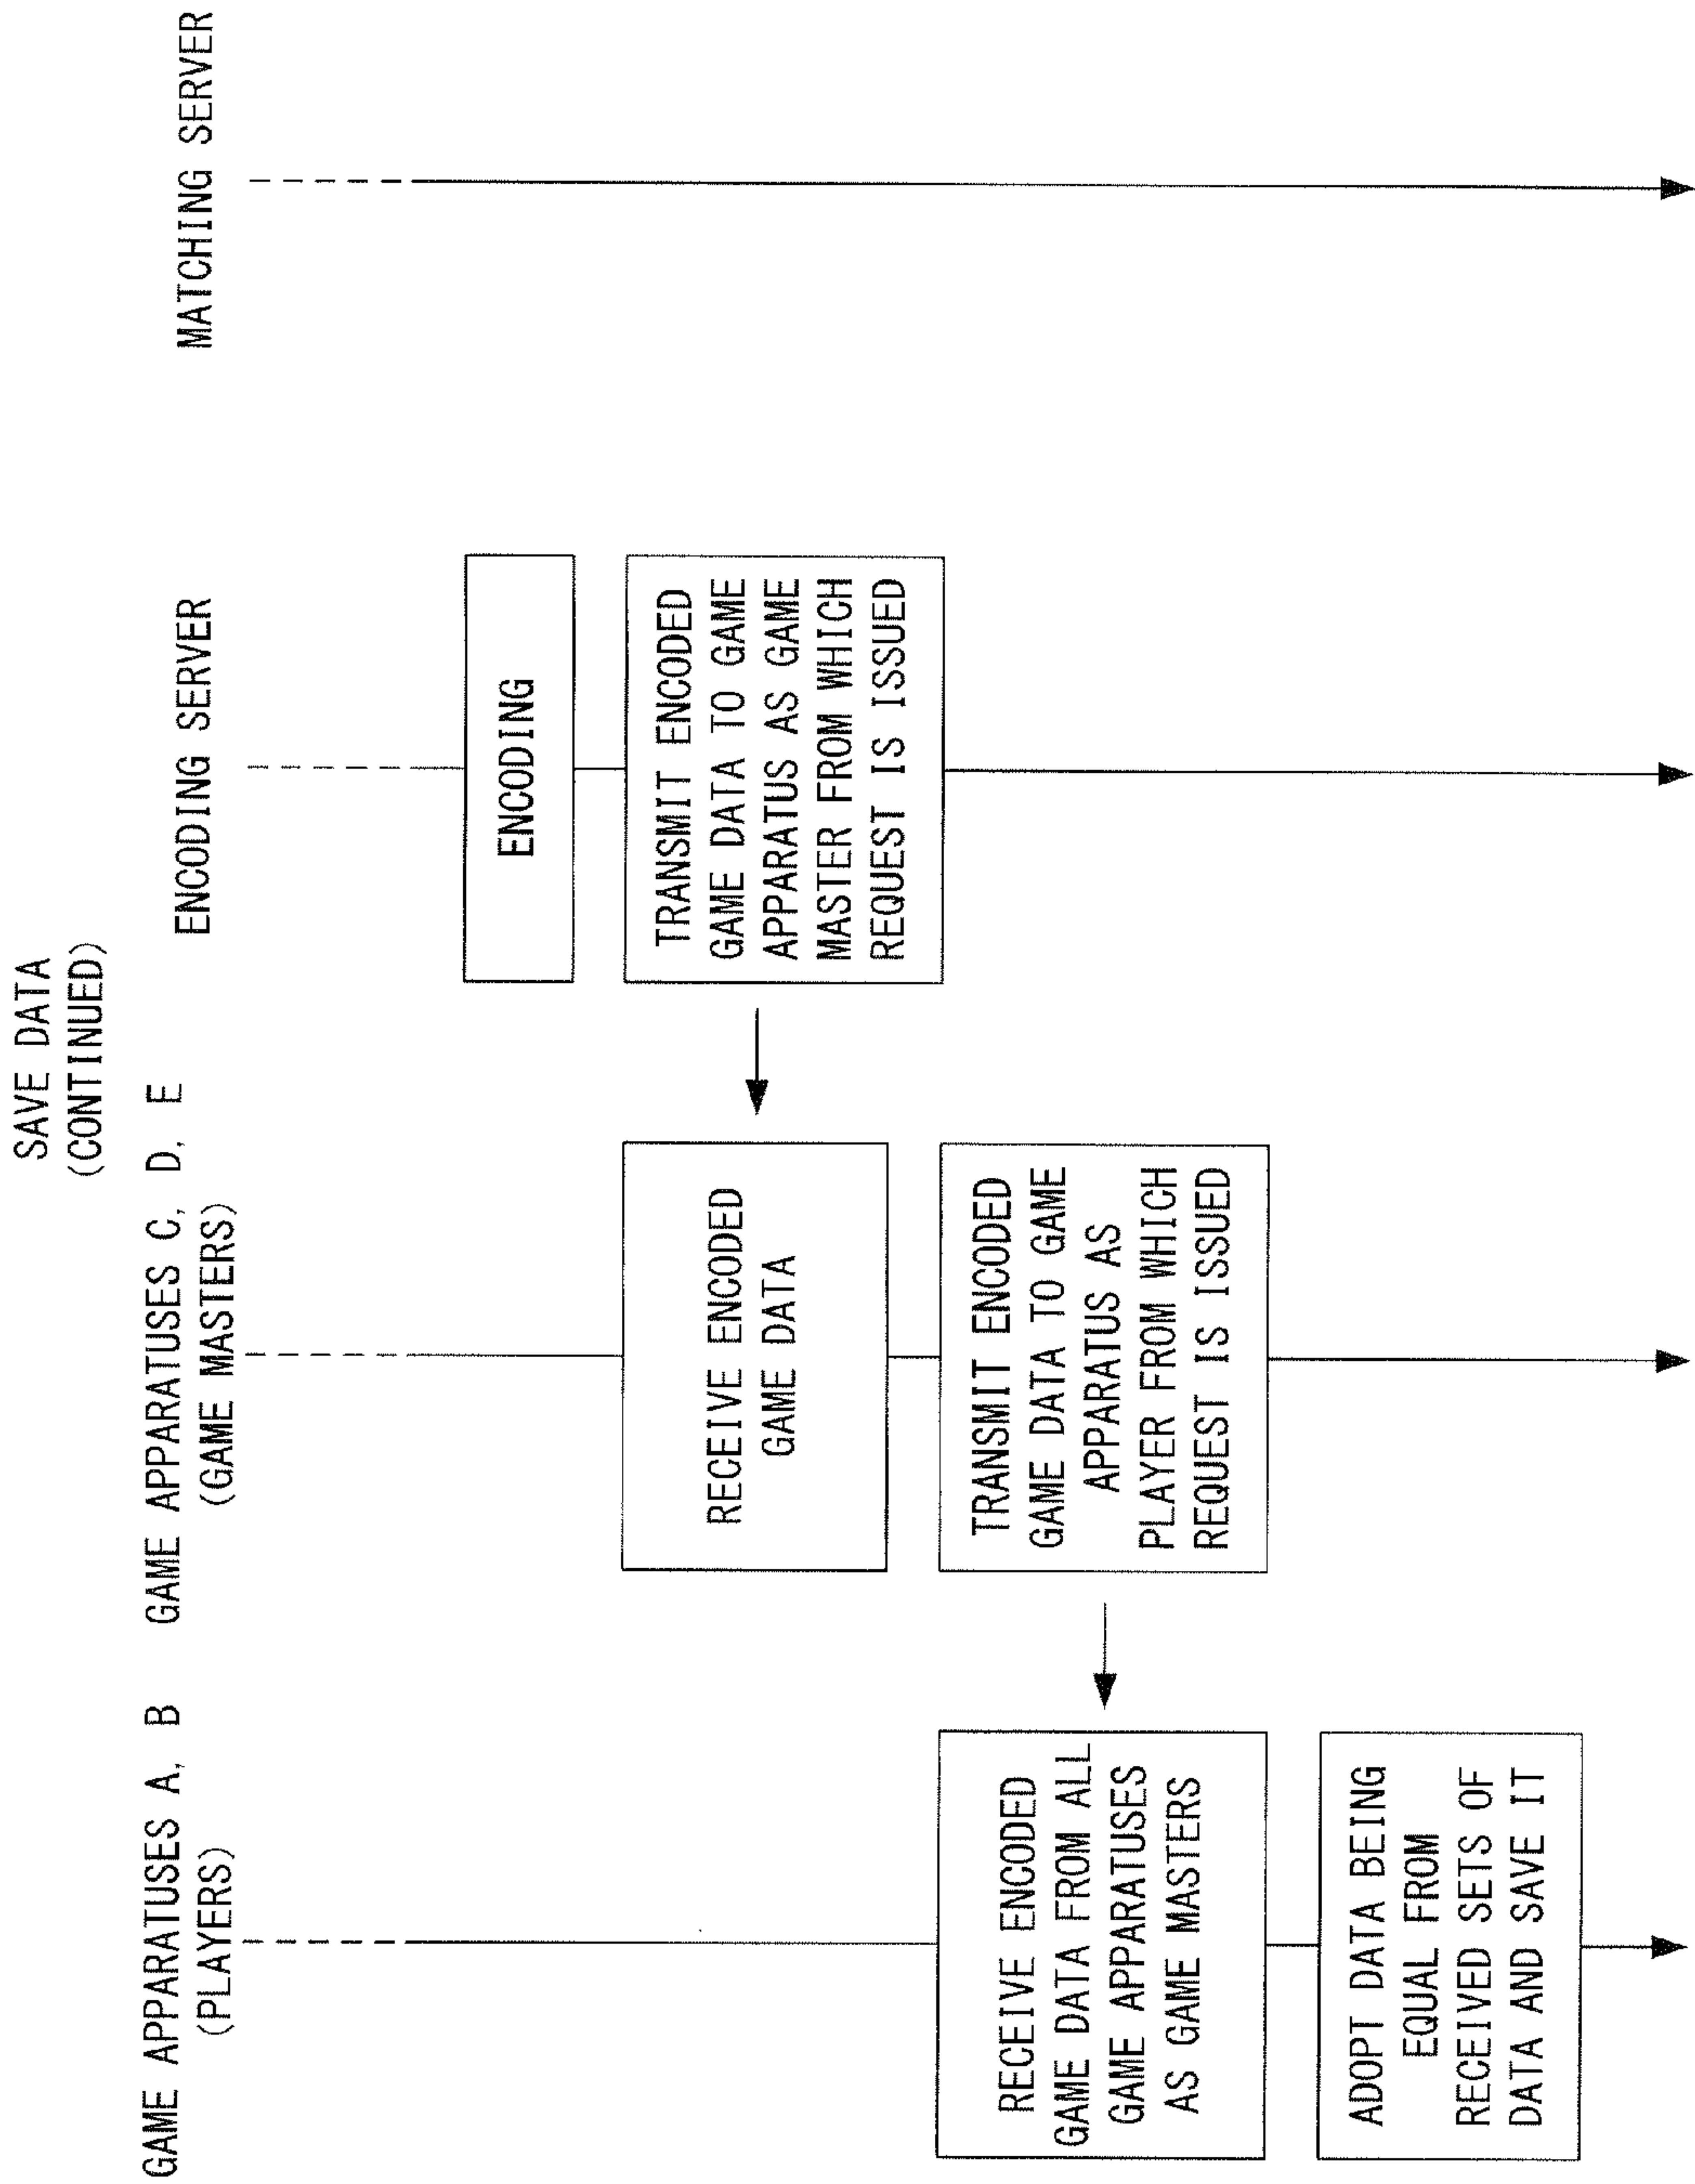 SAVE DATA
(CONTINUED)
GAME APPARATUSES A, B
(PLAYERS)
GAME APPARATUSES C, D, E
(GAME MASTERS)
ENCODING SERVER
MATCHING SERVER
ENCODING
TRANSMIT ENCODED
GAME DATA TO GAME
APPARATUS AS GAME
MASTER FROM WHICH
REQUEST IS ISSUED
RECEIVE ENCODED
GAME DATA
TRANSMIT ENCODED
GAME DATA TO GAME
APPARATUS AS
PLAYER FROM WHICH
REQUEST IS ISSUED
RECEIVE ENCODED
GAME DATA FROM ALL
GAME APPARATUSES
AS GAME MASTERS
ADOPT DATA BEING
EQUAL FROM
RECEIVED SETS OF
DATA AND SAVE IT